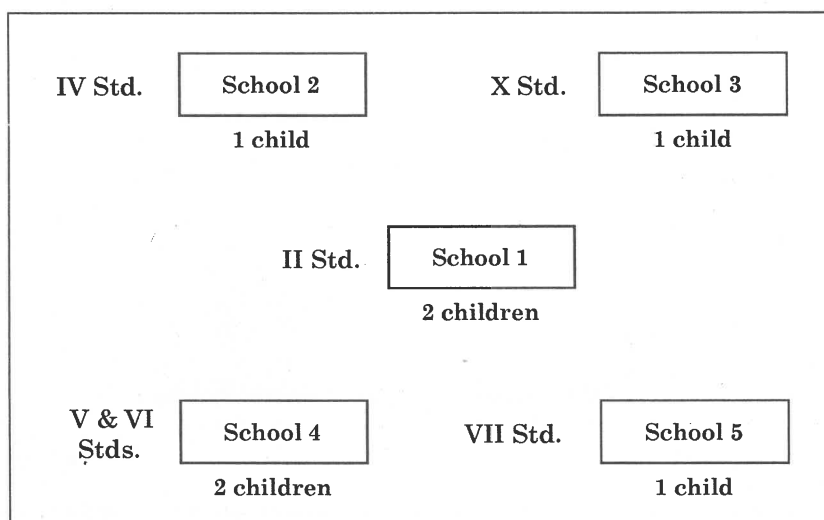 IV Std.
School 2
1 child
X Std.
School 3
1 child
II Std.
School 1
2 children
V & VI
Stds.
School 4
2 children
VII Std.
School 5
1 child